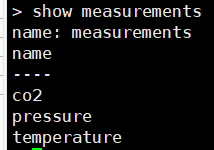 > show measurements
name: measurements
name
----
co2
pressure
temperature